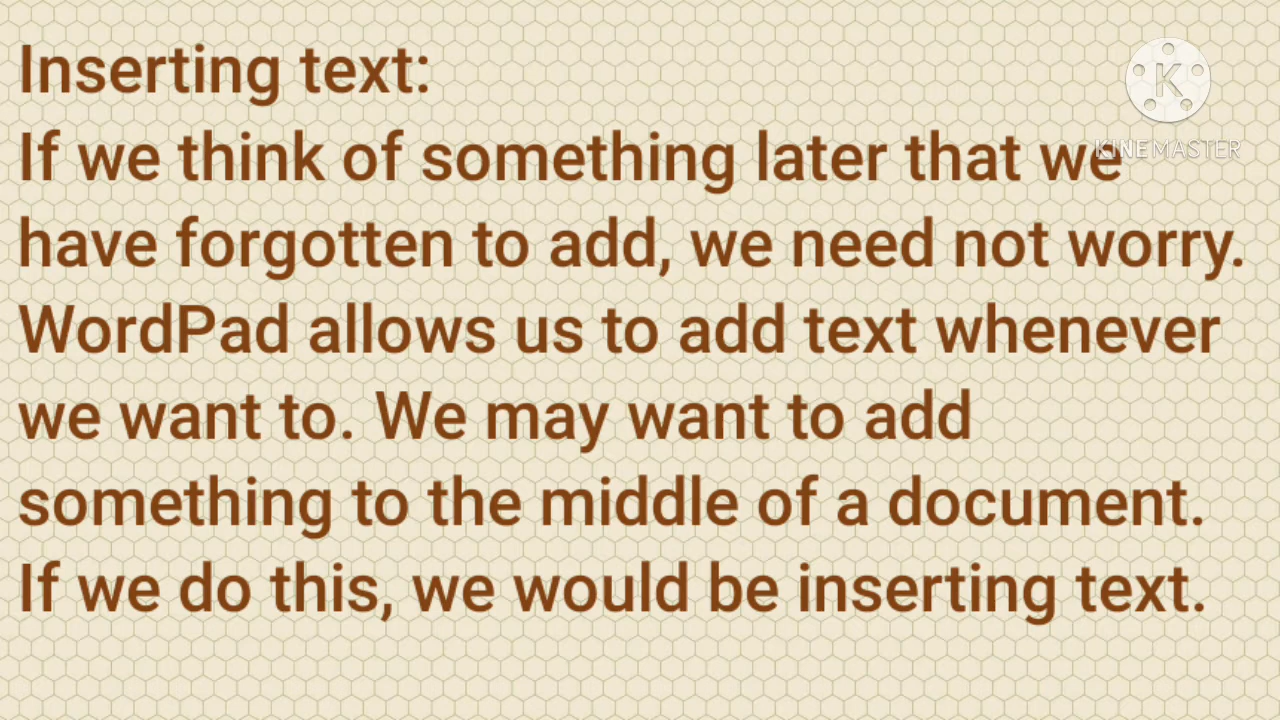 Inserting text:
If we think of something later that we
have forgotten to add, we need not worry.
WordPad allows us to add text whenever
we want to. We may want to add
something to the middle of a document.
If we do this, we would be inserting text.
K
KINEMASTER